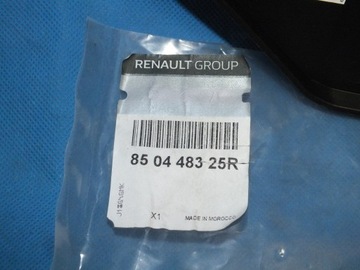 RENAULT GROUP
85 04 483 25R
X1
MADE IN MOROCCO